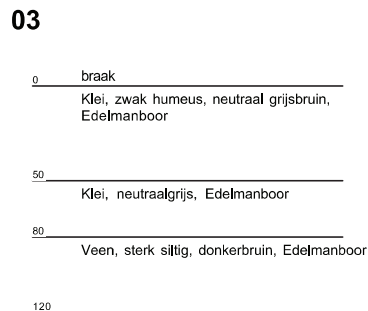 03
0 braak
Klei, zwak humeus, neutraal grijsbruin,
Edelmanboor
50
Klei, neutraalgrijs, Edelmanboor
80
Veen, sterk siltig, donkerbruin, Edelmanboor
120